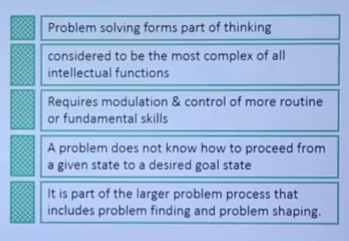 Problem solving forms part of thinking
considered to be the most complex of all
intellectual functions
Requires modulation & control of more routine
or fundamental skills
A problem does not know how to proceed from
a given state to a desired goal state
It is part of the larger problem process that
includes problem finding and problem shaping.